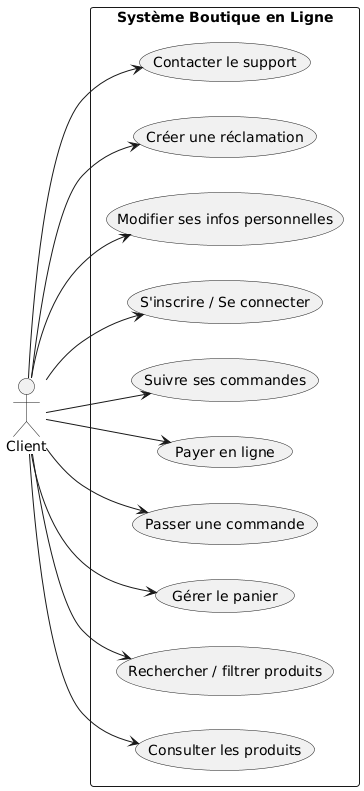 Système Boutique en Ligne
Contacter le support
Créer une réclamation
Modifier ses infos personnelles
S'inscrire / Se connecter
Suivre ses commandes
Client
Payer en ligne
Passer une commande
Gérer le panier
Rechercher / filtrer produits
Consulter les produits